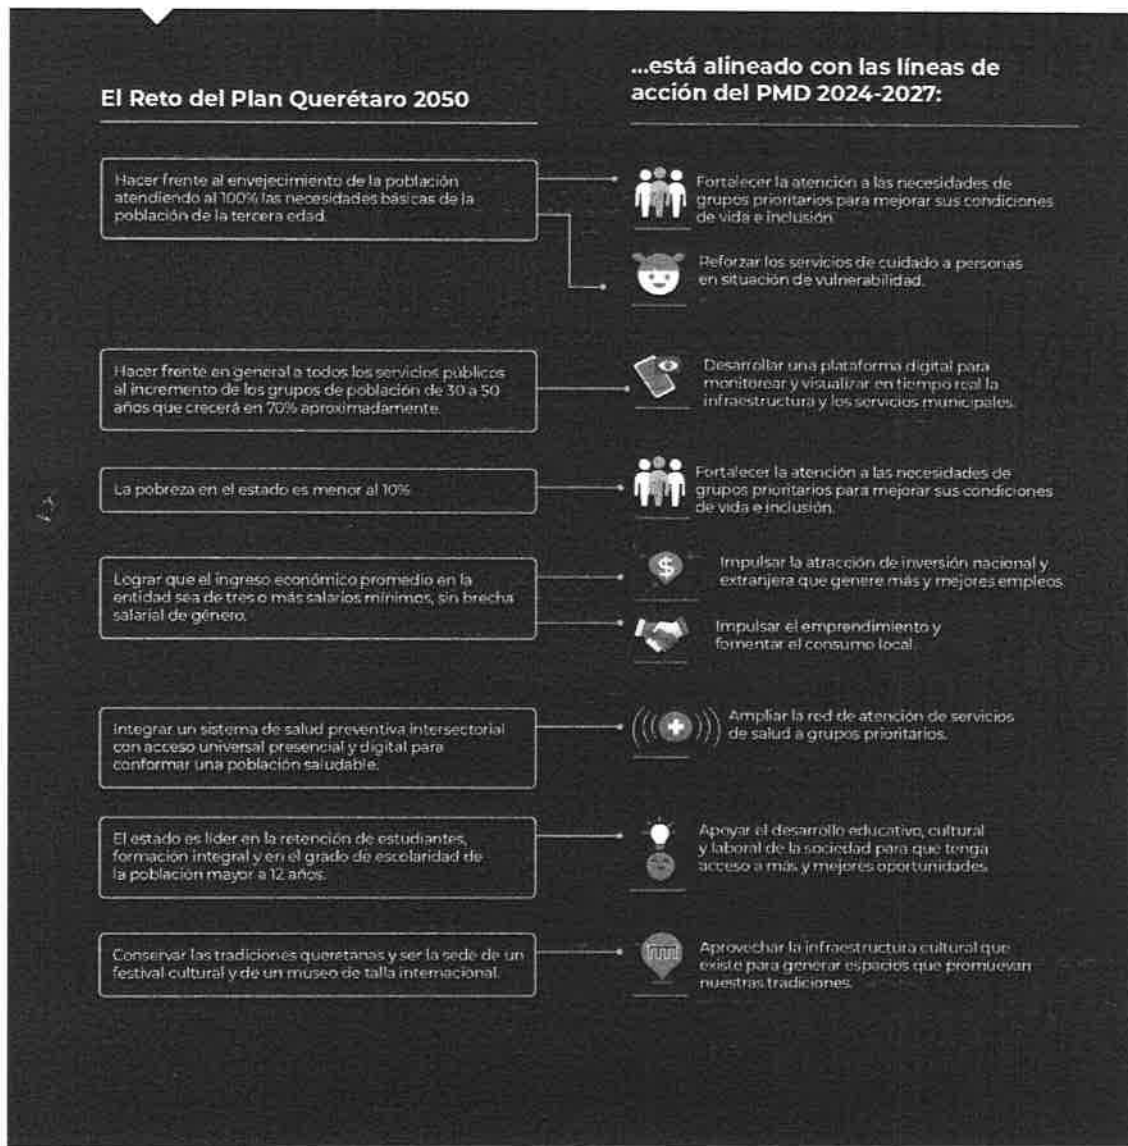 El Reto del Plan Querétaro 2050
...está alineado con las líneas de
acción del PMD 2024-2027:
Hacer frente al envejecimiento de la población
atendiendo al 100% las necesidades básicas de la
población de la tercera edad.
Fortalecer la atención a las necesidades de
grupos prioritarios para mejorar sus condiciones
de vida e inclusión.
Reforzar los servicios de cuidado a personas
en situación de vulnerabilidad.
Hacer frente en general a todos los servicios públicos
al incremento de los grupos de población de 30 a 50
años que crecerá en 70% aproximadamente.
Desarrollar una plataforma digital para
monitorear y visualizar en tiempo real la
infraestructura y los servicios municipales.
La pobreza en el estado es menor al 10%
Fortalecer la atención a las necesidades de
grupos prioritarios para mejorar sus condiciones
de vida e inclusión.
Lograr que el ingreso económico promedio en la
entidad sea de tres o más salarios mínimos, sin brecha
salarial de género.
$
Impulsar la atracción de inversión nacional y
extranjera que genere más y mejores empleos
Impulsar el emprendimiento y
fomentar el consumo local.
Integrar un sistema de salud preventiva intersectorial
con acceso universal presencial y digital para
conformar una población saludable.
Ampliar la red de atención de servicios
de salud a grupos prioritarios.
El estado es líder en la retención de estudiantes,
formación integral y en el grado de escolaridad de
la población mayor a 12 años.
Apoyar el desarrollo educativo, cultural
y laboral de la sociedad para que tenga
acceso a más y mejores oportunidades.
Conservar las tradiciones queretanas y ser la sede de un
festival cultural y de un museo de talla internacional.
Aprovechar la infraestructura cultural que
existe para generar espacios que promuevan
nuestras tradiciones.